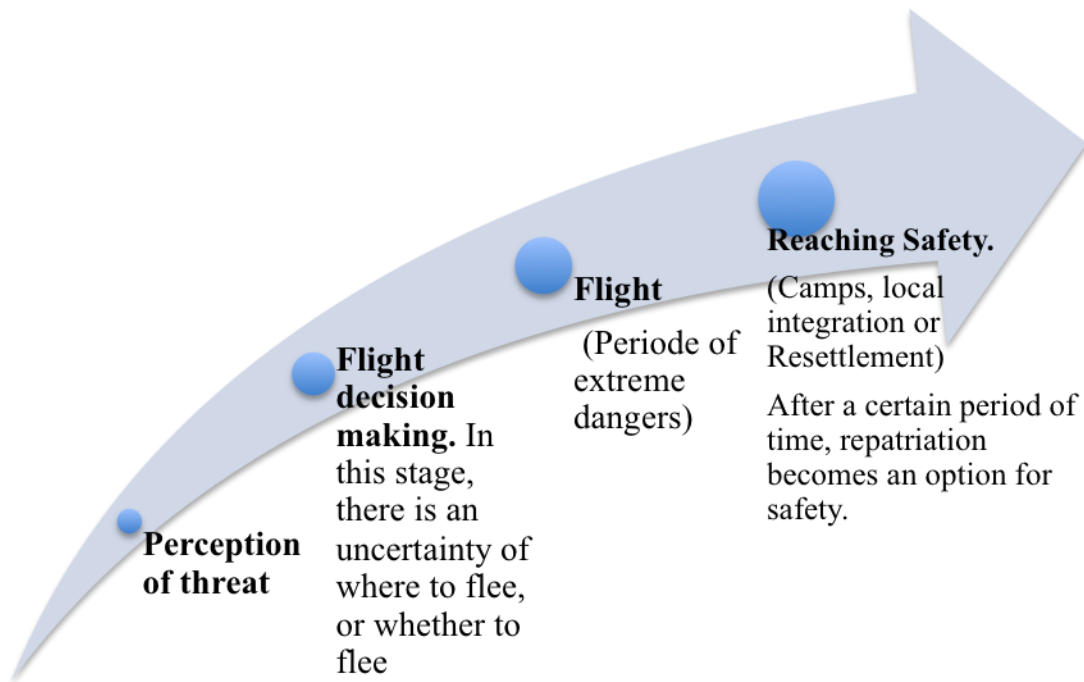 Perception
of threat
Flight
decision
making. In
this stage,
there is an
uncertainty of
where to flee,
or whether to
flee
Flight
(Periode of
extreme
dangers)
Reaching Safety.
(Camps, local
integration or
Resettlement)
After a certain period of
time, repatriation
becomes an option for
safety.